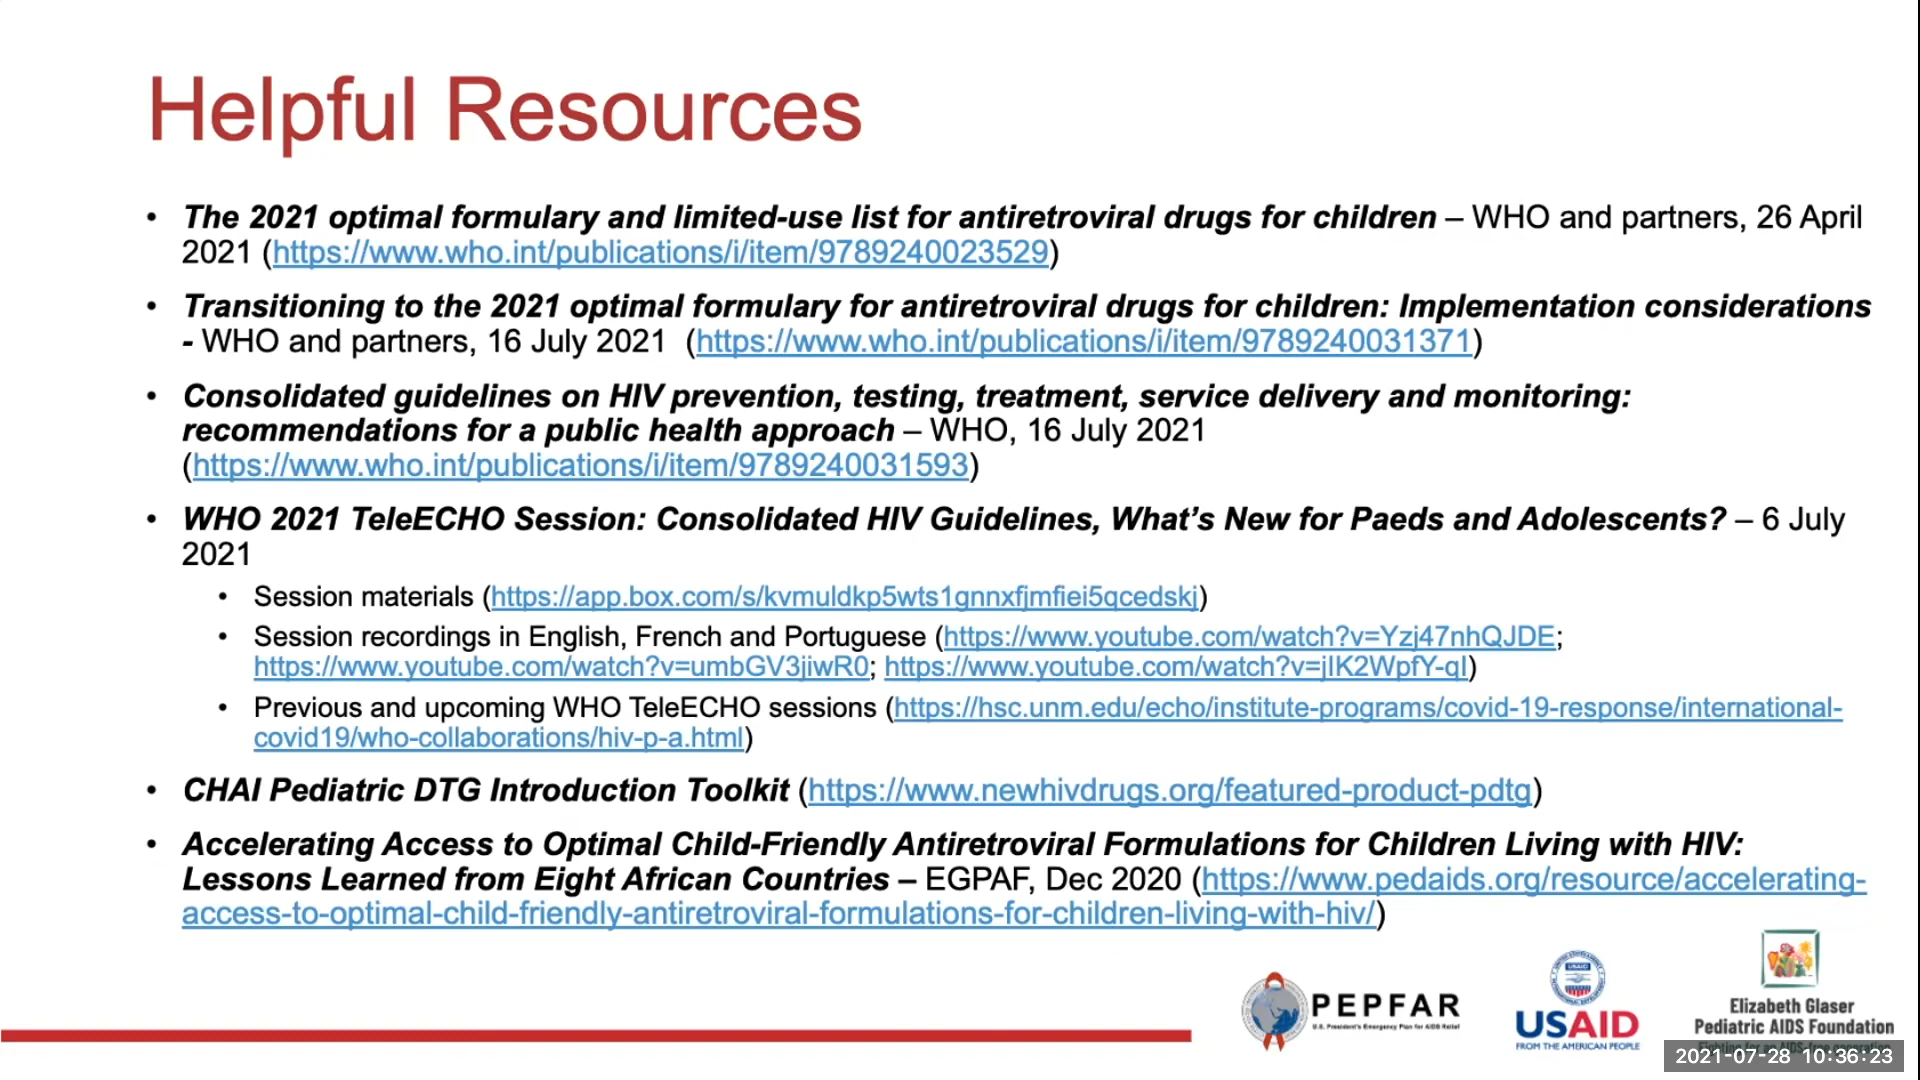 Helpful Resources
• The 2021 optimal formulary and limited-use list for antiretroviral drugs for children – WHO and partners, 26 April
2021 (https://www.who.int/publications/i/item/9789240023529)
• Transitioning to the 2021 optimal formulary for antiretroviral drugs for children: Implementation considerations
- WHO and partners, 16 July 2021 (https://www.who.int/publications/i/item/9789240031371)
• Consolidated guidelines on HIV prevention, testing, treatment, service delivery and monitoring:
recommendations for a public health approach – WHO, 16 July 2021
(https://www.who.int/publications/i/item/9789240031593)
• WHO 2021 TeleECHO Session: Consolidated HIV Guidelines, What’s New for Paeds and Adolescents? – 6 July
2021
• Session materials (https://app.box.com/s/kvmuldkp5wts1gnnxfjmfiei5qcedskj)
• Session recordings in English, French and Portuguese (https://www.youtube.com/watch?v=Yzj47nhQJDE;
https://www.youtube.com/watch?v=umbGV3jiwR0; https://www.youtube.com/watch?v=jIK2WpfY-qI)
• Previous and upcoming WHO TeleECHO sessions (https://hsc.unm.edu/echo/institute-programs/covid-19-response/international-
covid19/who-collaborations/hiv-p-a.html)
• CHAI Pediatric DTG Introduction Toolkit (https://www.newhivdrugs.org/featured-product-pdtg)
• Accelerating Access to Optimal Child-Friendly Antiretroviral Formulations for Children Living with HIV:
Lessons Learned from Eight African Countries – EGPAF, Dec 2020 (https://www.pedaids.org/resource/accelerating-
access-to-optimal-child-friendly-antiretroviral-formulations-for-children-living-with-hiv/)
PEPFAR
U.S. President's Emergency Plan for AIDS Relief
USAID
USAID
FROM THE AMERICAN PEOPLE
Elizabeth Glaser
Pediatric AIDS Foundation
2021-07-28 10:36:23